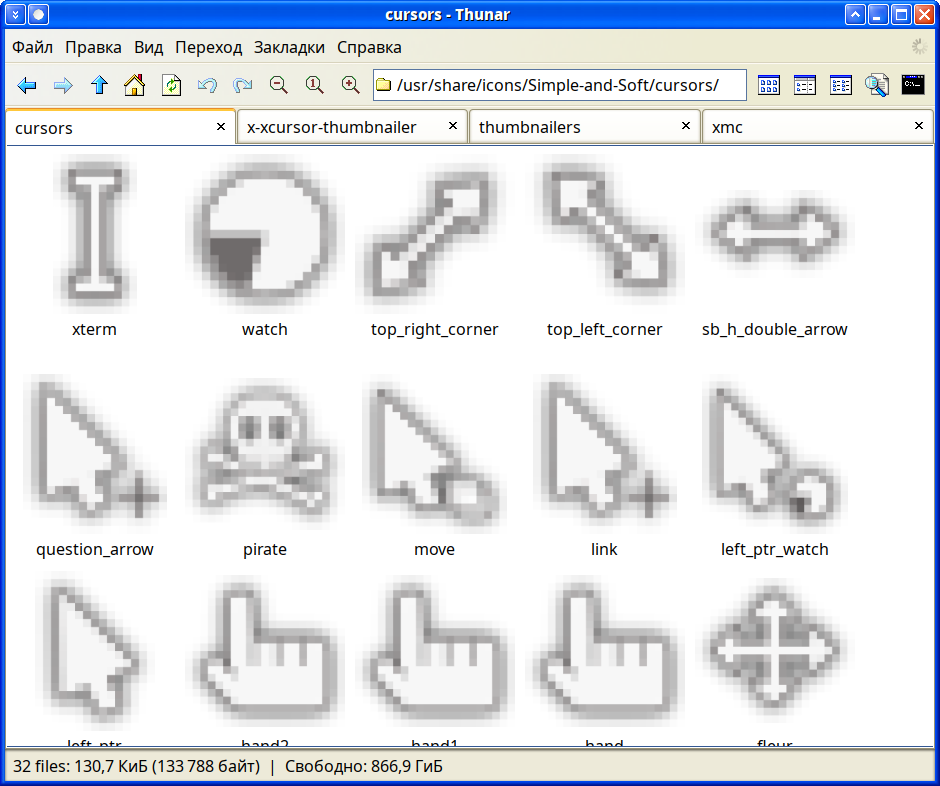 cursors - Thunar
Файл Правка Вид Переход Закладки Справка
/usr/share/icons/Simple-and-Soft/cursors/
cursors x-xcursor-thumbnailer thumbnailers xmc
xterm watch top_right_corner top_left_corner sb_h_double_arrow
question_arrow pirate move link left_ptr_watch
left_ptr hand2 hand1 hand fleur
32 files: 130,7 КиБ (133 788 байт) | Свободно: 866,9 ГиБ